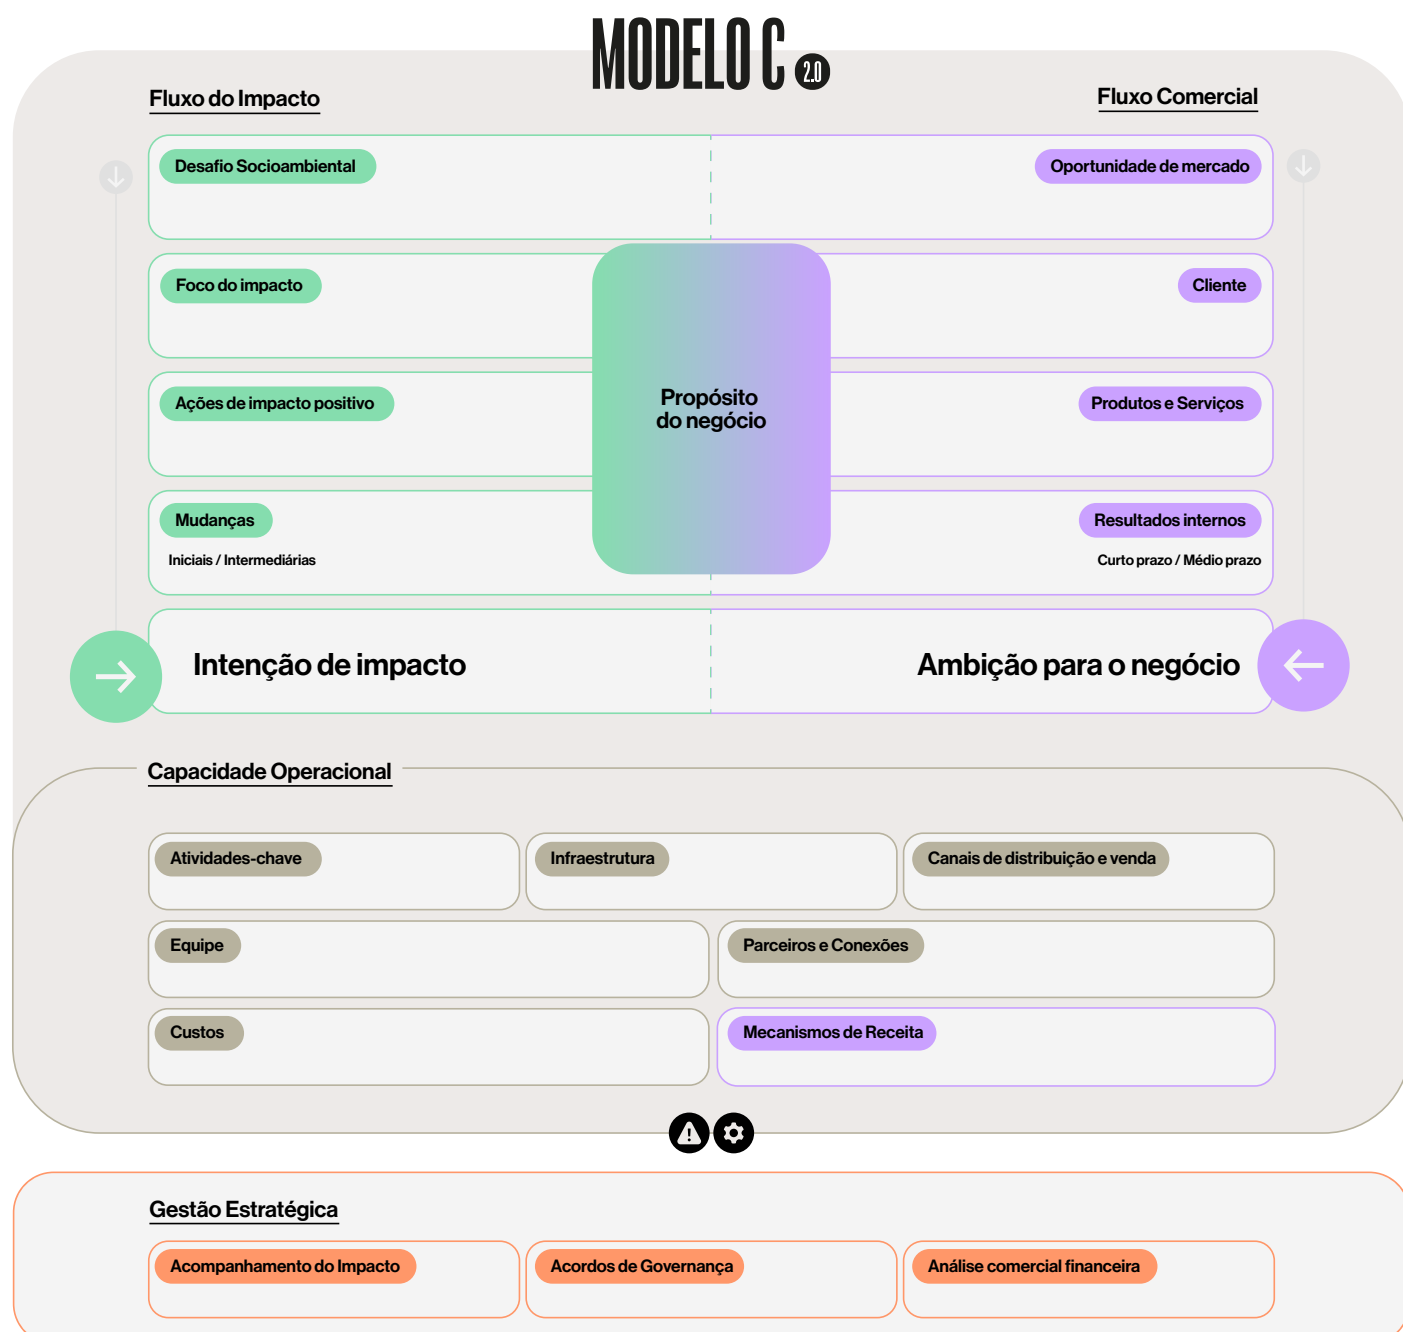 MODELO C 2.0
Fluxo do Impacto
Fluxo Comercial
Desafio Socioambiental
Oportunidade de mercado
Foco do impacto
Cliente
Propósito
do negócio
Ações de impacto positivo
Produtos e Serviços
Mudanças
Iniciais / Intermediárias
Resultados internos
Curto prazo / Médio prazo
Intenção de impacto
Ambição para o negócio
Capacidade Operacional
Atividades-chave
Infraestrutura
Canais de distribuição e venda
Equipe
Parceiros e Conexões
Custos
Mecanismos de Receita
Gestão Estratégica
Acompanhamento do Impacto
Acordos de Governança
Análise comercial financeira